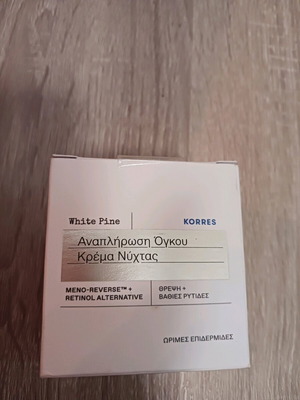 White Pine
KORRES
Αναπλήρωση Όγκου
Κρέμα Νύχτας
MENO-REVERSE™ +
RETINOL ALTERNATIVE
ΘΡΕΨΗ +
ΒΑΘΙΕΣ ΡΥΤΙΔΕΣ
ΩΡΙΜΕΣ ΕΠΙΔΕΡΜΙΔΕΣ